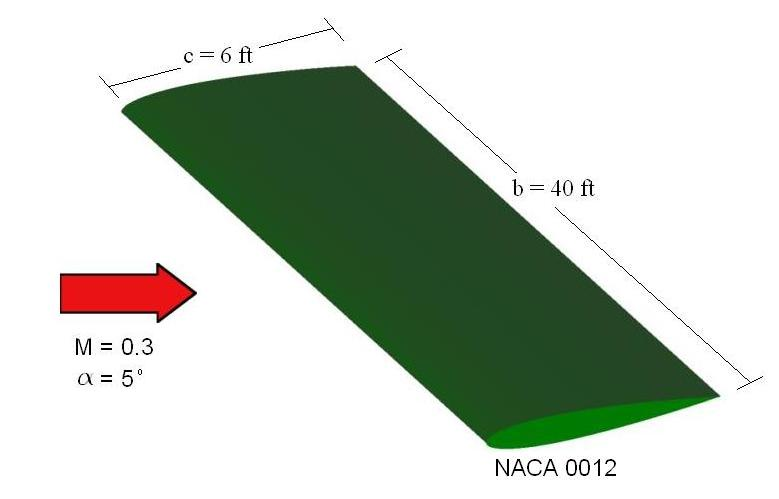 c = 6 ft
b = 40 ft
M = 0.3
α = 5°
NACA 0012